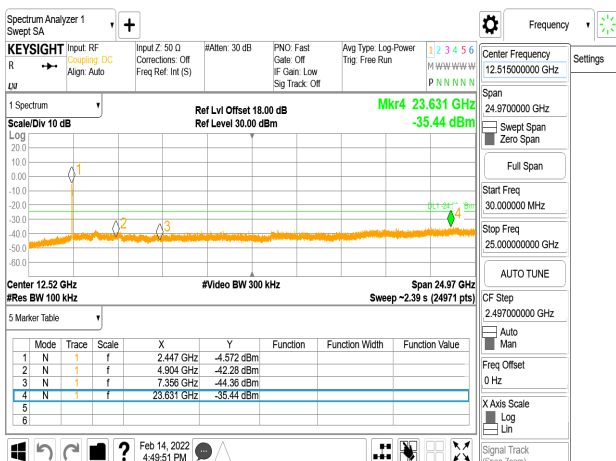 Spectrum Analyzer 1
Swept SA
Frequency
KEYSIGHT
R
LXI
Input: RF
Coupling: DC
Align: Auto
Input Z: 50 Ω
Corrections: Off
Freq Ref: Int (S)
#Atten: 30 dB
PNO: Fast
Gate: Off
IF Gain: Low
Sig Track: Off
Avg Type: Log-Power
Trig: Free Run
1 2 3 4 5 6
M W W W W W
P N N N N N
Center Frequency
12.515000000 GHz
Settings
Span
24.9700000 GHz
Swept Span
Zero Span
Full Span
Start Freq
30.000000 MHz
Stop Freq
25.000000000 GHz
AUTO TUNE
CF Step
2.497000000 GHz
Auto
Man
Freq Offset
0 Hz
X Axis Scale
Log
Lin
Signal Track
(Span Zoom)
1 Spectrum
Scale/Div 10 dB
Ref Lvl Offset 18.00 dB
Ref Level 30.00 dBm
Mkr4 23.631 GHz
-35.44 dBm
Log
20.0
10.0
0.00
-10.0
-20.0
-30.0
-40.0
-50.0
-60.0
1
2
3
4
Center 12.52 GHz
#Res BW 100 kHz
#Video BW 300 kHz
Span 24.97 GHz
Sweep ~2.39 s (24971 pts)
5 Marker Table
Mode Trace Scale X Y Function Function Width Function Value
1 N 1 f 2.447 GHz -4.572 dBm
2 N 1 f 4.904 GHz -42.28 dBm
3 N 1 f 7.356 GHz -44.36 dBm
4 N 1 f 23.631 GHz -35.44 dBm
5
6
?
Feb 14, 2022
4:49:51 PM